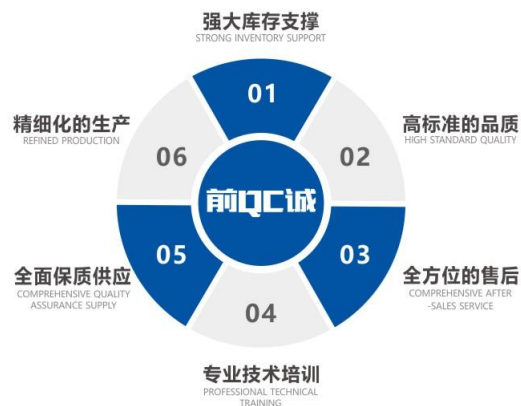 强大库存支撑
STRONG INVENTORY SUPPORT
01
精细化的生产
REFINED PRODUCTION
高标准的品质
HIGH STANDARD QUALITY
06
02
前QC诚
05
03
全面保质供应
COMPREHENSIVE QUALITY
ASSURANCE SUPPLY
全方位的售后
COMPREHENSIVE AFTER
-SALES SERVICE
04
专业技术培训
PROFESSIONAL TECHNICAL
TRAINING